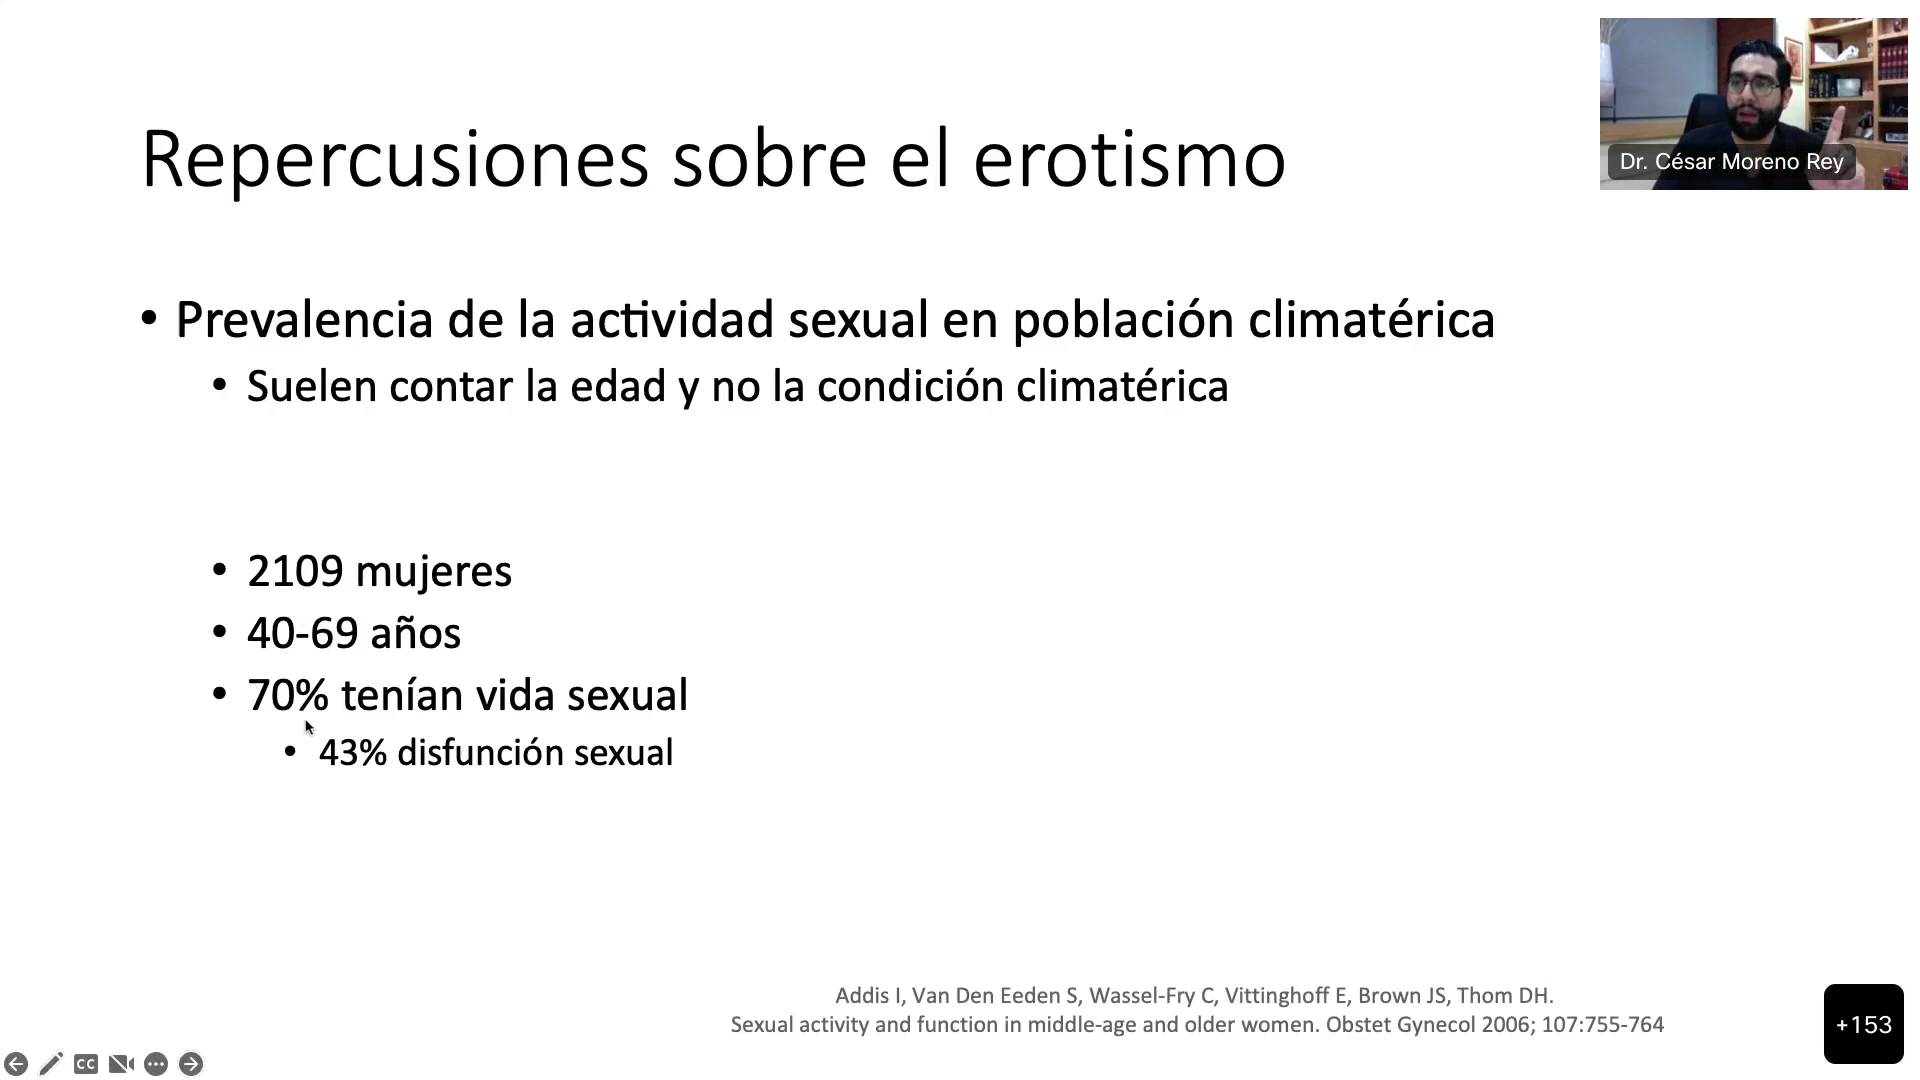 Repercusiones sobre el erotismo
Dr. César Moreno Rey
• Prevalencia de la actividad sexual en población climatérica
• Suelen contar la edad y no la condición climatérica
• 2109 mujeres
• 40-69 años
• 70% tenían vida sexual
• 43% disfunción sexual
Addis I, Van Den Eeden S, Wassel-Fry C, Vittinghoff E, Brown JS, Thom DH.
Sexual activity and function in middle-age and older women. Obstet Gynecol 2006; 107:755-764
+153
CC